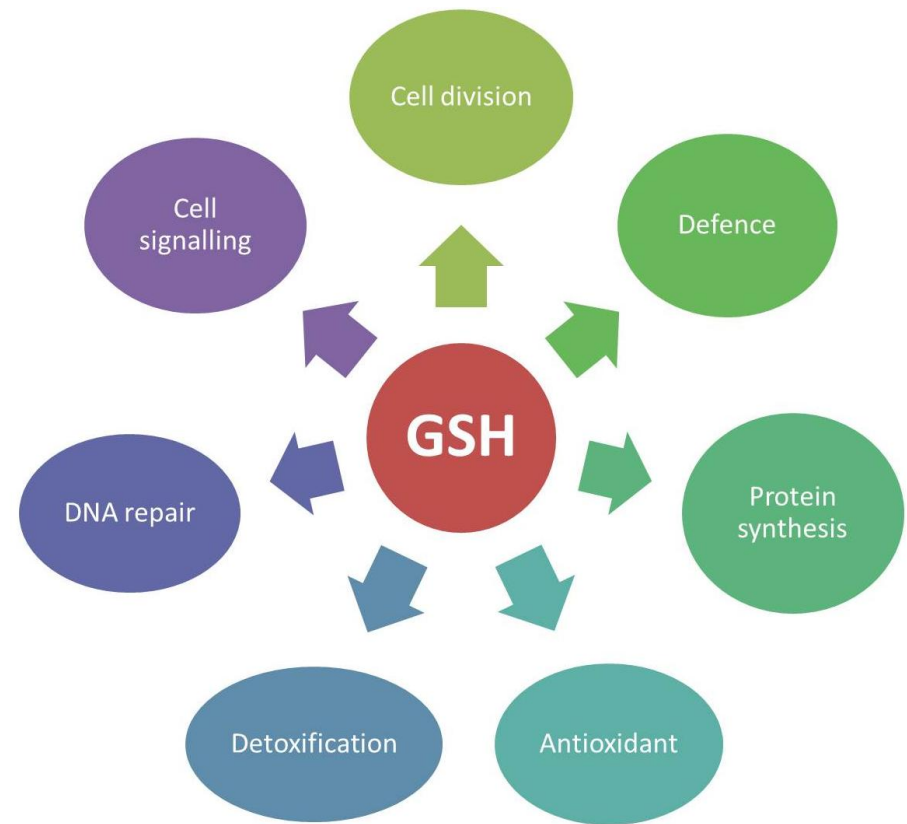 Cell division
Defence
Protein
synthesis
Antioxidant
Detoxification
DNA repair
Cell
signalling
GSH